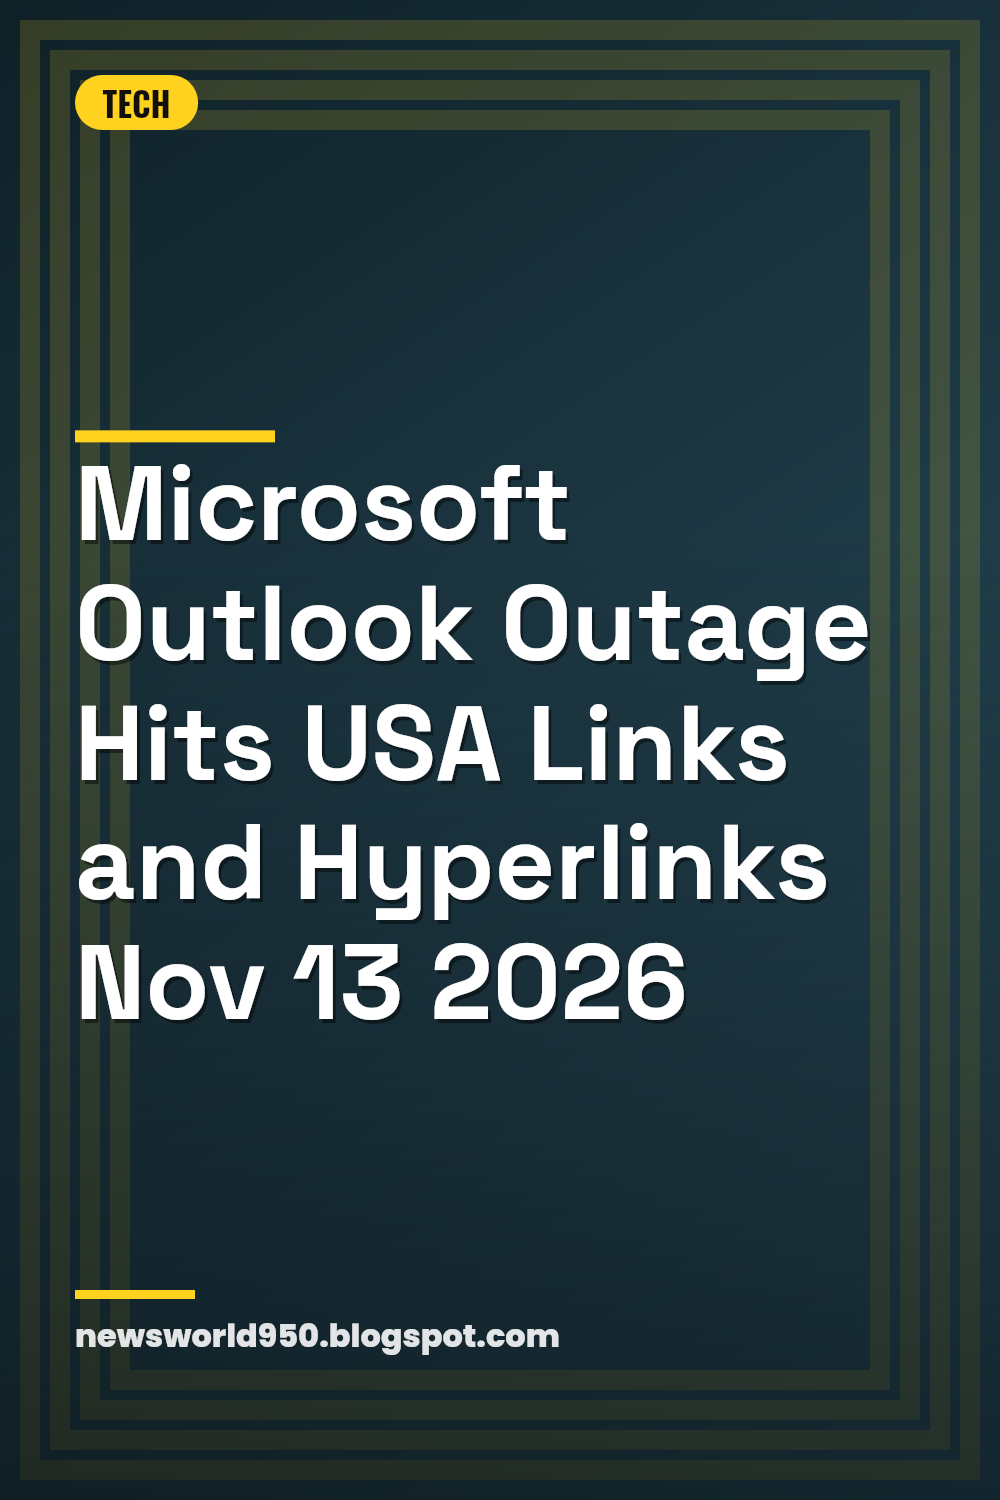 TECH
Microsoft
Outlook Outage
Hits USA Links
and Hyperlinks
Nov 13 2026
newsworld950.blogspot.com